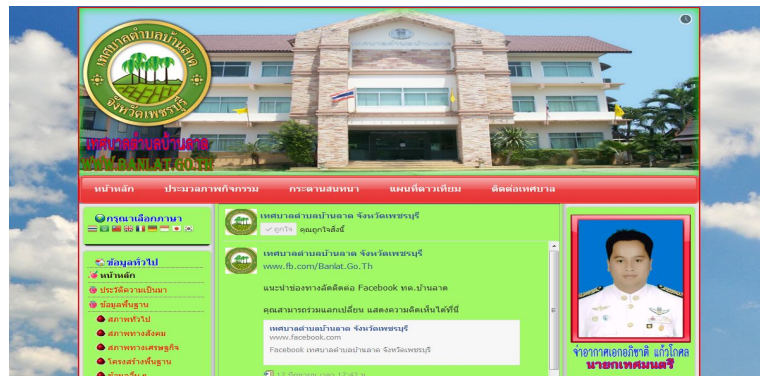 เทศบาลตำบลบ้านลาด
จังหวัดเพชรบุรี
เทศบาลตำบลบ้านลาด
WWW.BANLAT.GO.TH
หน้าหลัก ประมวลภาพกิจกรรม กระดานสนทนา แผนที่ดาวเทียม ติดต่อเทศบาล
กรุณาเลือกภาษา
ข้อมูลทั่วไป
หน้าหลัก
ประวัติความเป็นมา
ข้อมูลพื้นฐาน
สภาพทั่วไป
สภาพทางสังคม
สภาพทางเศรษฐกิจ
โครงสร้างพื้นฐาน
ข้อมูลอื่น ๆ
เทศบาลตำบลบ้านลาด จังหวัดเพชรบุรี
ถูกใจ คุณถูกใจสิ่งนี้
เทศบาลตำบลบ้านลาด จังหวัดเพชรบุรี
www.fb.com/Banlat.Go.Th
แนะนำช่องทางลัดติดต่อ Facebook ทต.บ้านลาด
คุณสามารถร่วมแลกเปลี่ยน แสดงความคิดเห็นได้ที่นี่
เทศบาลตำบลบ้านลาด จังหวัดเพชรบุรี
www.facebook.com
Facebook เทศบาลตำบลบ้านลาด จังหวัดเพชรบุรี
จ่าอากาศเอกอภิชาติ แก้วโกศล
นายกเทศมนตรี